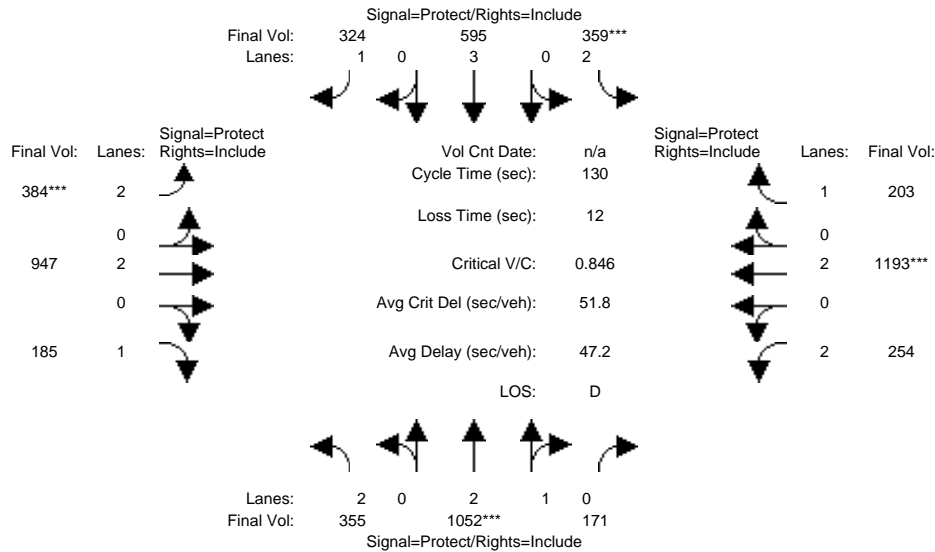 Signal=Protect/Rights=Include
Final Vol: 324 595 359***
Lanes: 1 0 3 0 2
Signal=Protect
Final Vol: Lanes: Rights=Include
Vol Cnt Date: n/a
Signal=Protect
Rights=Include Lanes: Final Vol:
Cycle Time (sec): 130
384*** 2
1 203
Loss Time (sec): 12
0
0
947 2
Critical V/C: 0.846
2 1193***
0
Avg Crit Del (sec/veh): 51.8
0
185 1
Avg Delay (sec/veh): 47.2
2 254
LOS: D
Lanes: 2 0 2 1 0
Final Vol: 355 1052*** 171
Signal=Protect/Rights=Include